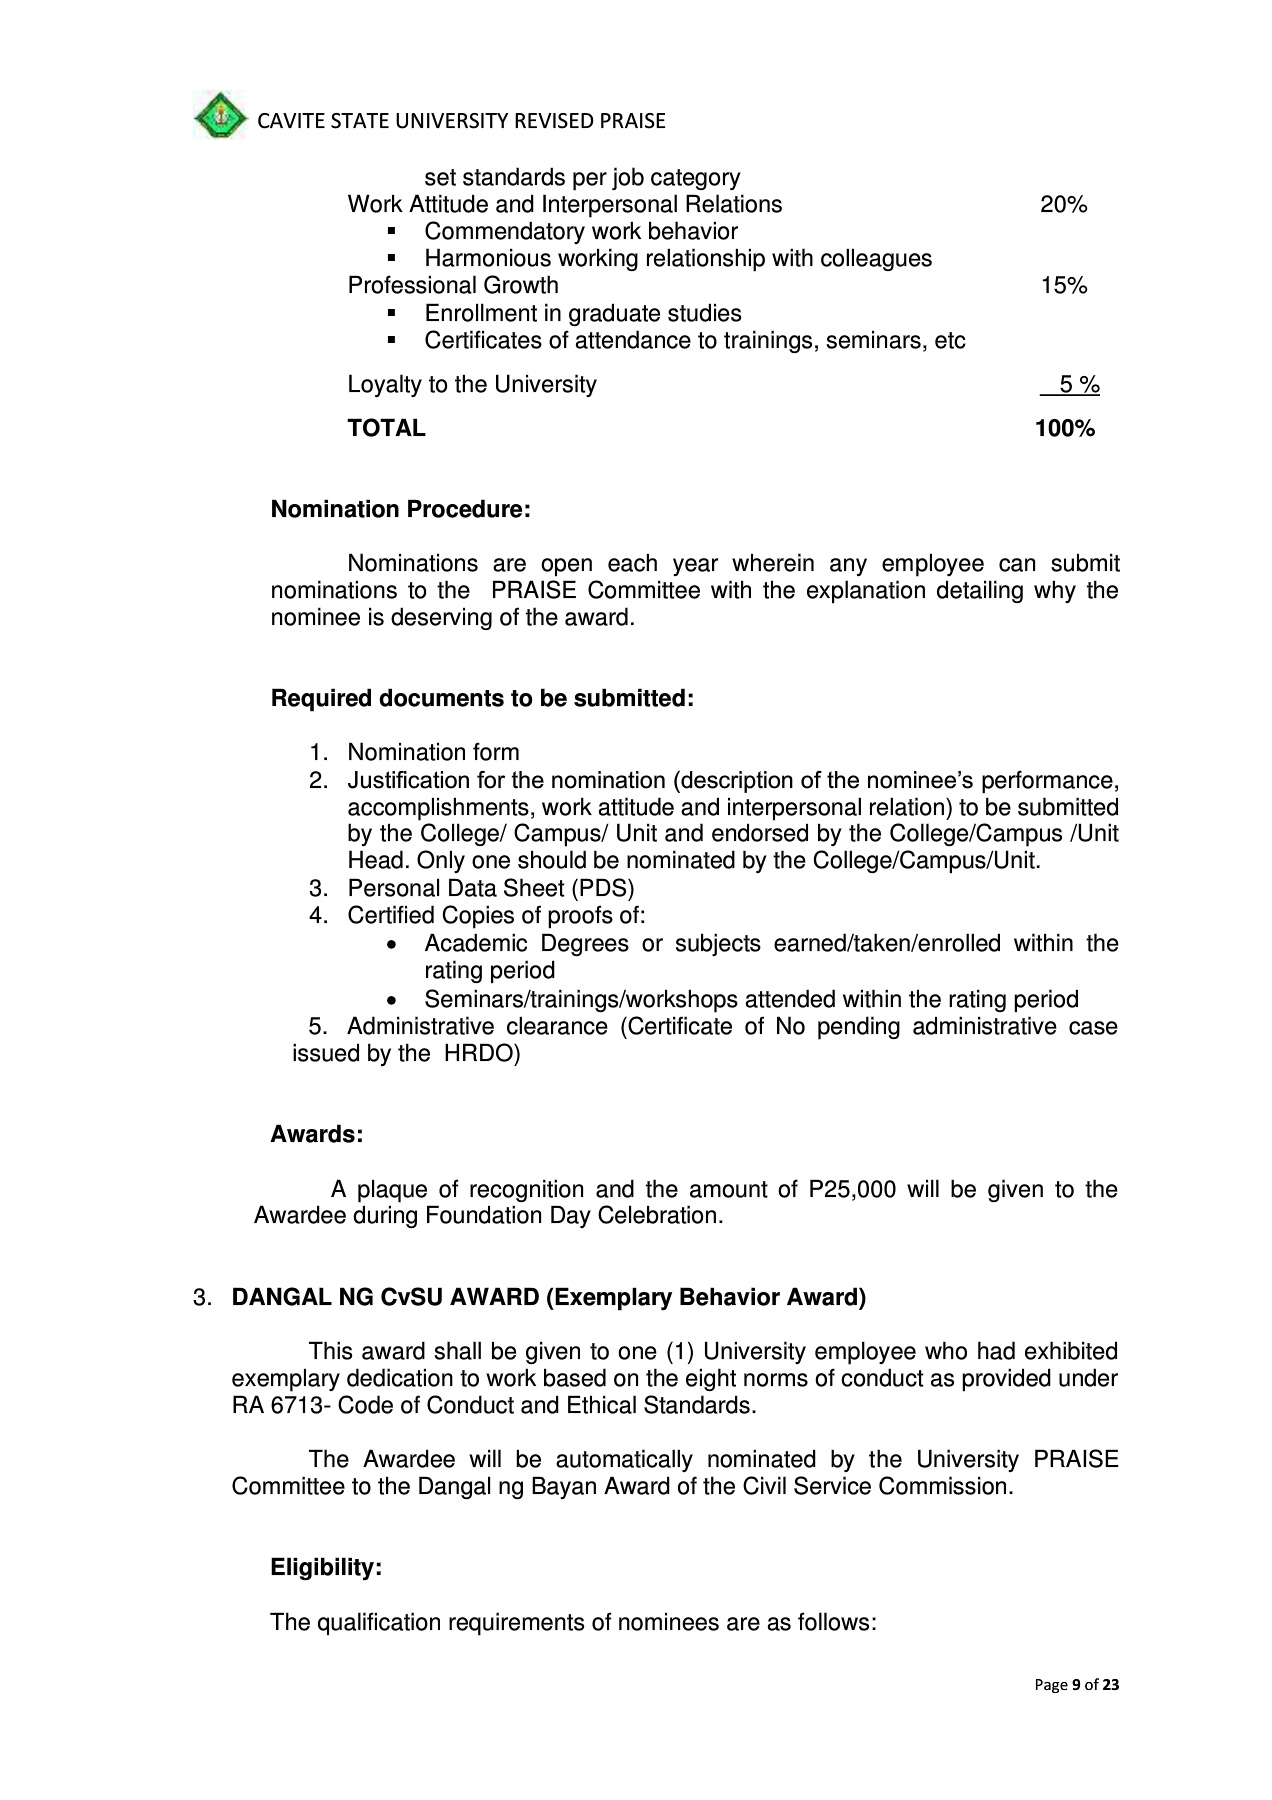 CAVITE STATE UNIVERSITY REVISED PRAISE
set standards per job category
Work Attitude and Interpersonal Relations 20%
▪ Commendatory work behavior
▪ Harmonious working relationship with colleagues
Professional Growth 15%
▪ Enrollment in graduate studies
▪ Certificates of attendance to trainings, seminars, etc
Loyalty to the University 5 %
TOTAL 100%
Nomination Procedure:
Nominations are open each year wherein any employee can submit
nominations to the PRAISE Committee with the explanation detailing why the
nominee is deserving of the award.
Required documents to be submitted:
1. Nomination form
2. Justification for the nomination (description of the nominee’s performance,
accomplishments, work attitude and interpersonal relation) to be submitted
by the College/ Campus/ Unit and endorsed by the College/Campus /Unit
Head. Only one should be nominated by the College/Campus/Unit.
3. Personal Data Sheet (PDS)
4. Certified Copies of proofs of:
• Academic Degrees or subjects earned/taken/enrolled within the
rating period
• Seminars/trainings/workshops attended within the rating period
5. Administrative clearance (Certificate of No pending administrative case
issued by the HRDO)
Awards:
A plaque of recognition and the amount of P25,000 will be given to the
Awardee during Foundation Day Celebration.
3. DANGAL NG CvSU AWARD (Exemplary Behavior Award)
This award shall be given to one (1) University employee who had exhibited
exemplary dedication to work based on the eight norms of conduct as provided under
RA 6713- Code of Conduct and Ethical Standards.
The Awardee will be automatically nominated by the University PRAISE
Committee to the Dangal ng Bayan Award of the Civil Service Commission.
Eligibility:
The qualification requirements of nominees are as follows:
Page 9 of 23